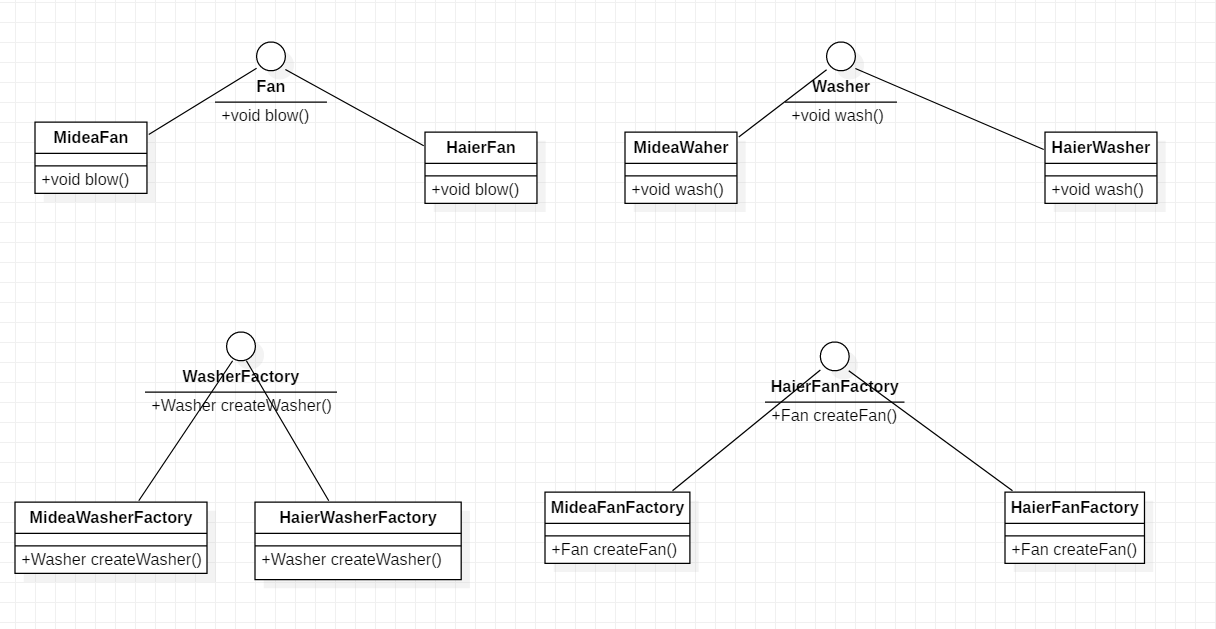 Fan
+void blow()
MideaFan
+void blow()
HaierFan
+void blow()
Washer
+void wash()
MideaWaher
+void wash()
HaierWasher
+void wash()
WasherFactory
+Washer createWasher()
MideaWasherFactory
+Washer createWasher()
HaierWasherFactory
+Washer createWasher()
HaierFanFactory
+Fan createFan()
MideaFanFactory
+Fan createFan()
HaierFanFactory
+Fan createFan()